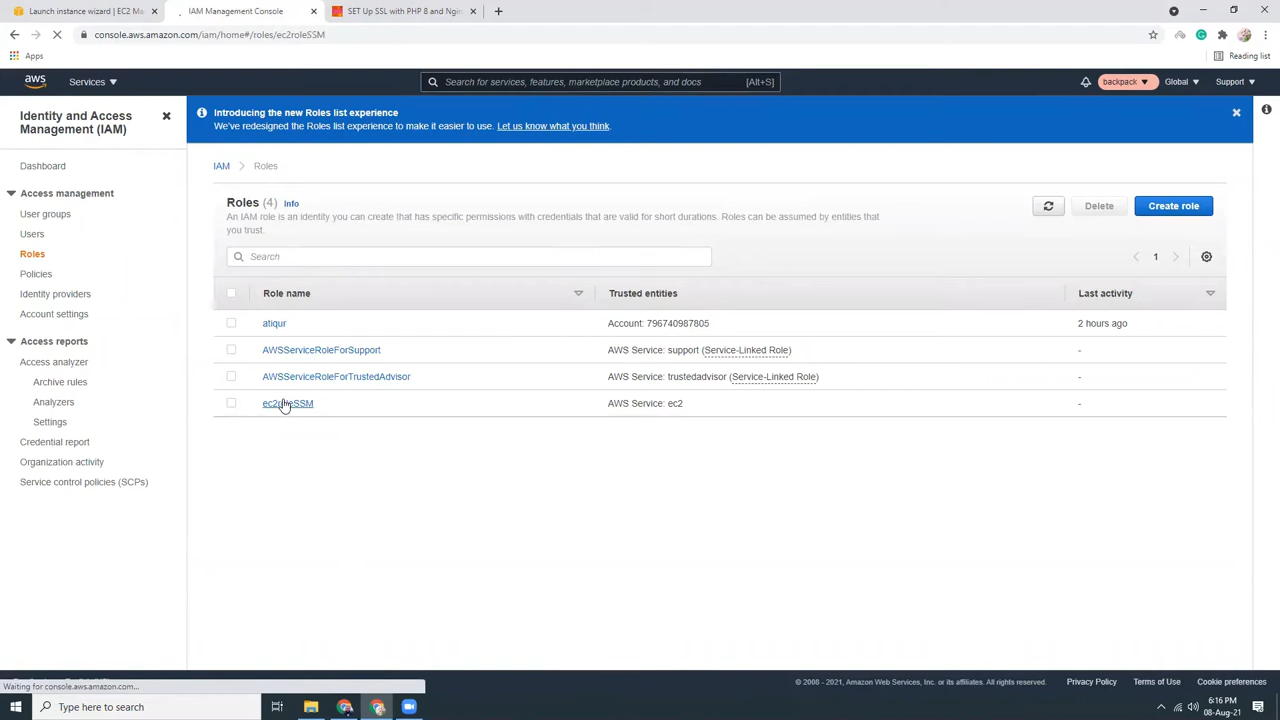 Launch instance wizard | EC2 Ma
IAM Management Console
SET Up SSL with PHP 8 and Ngin
console.aws.amazon.com/iam/home#/roles/ec2roleSSM
Apps
Reading list
aws
Services
Search for services, features, marketplace products, and docs
[Alt+S]
backpack
Global
Support
Identity and Access
Management (IAM)
Dashboard
Access management
User groups
Users
Roles
Policies
Identity providers
Account settings
Access reports
Access analyzer
Archive rules
Analyzers
Settings
Credential report
Organization activity
Service control policies (SCPs)
Introducing the new Roles list experience
We've redesigned the Roles list experience to make it easier to use. Let us know what you think.
IAM > Roles
Roles (4) Info
An IAM role is an identity you can create that has specific permissions with credentials that are valid for short durations. Roles can be assumed by entities that
you trust.
Delete
Create role
Search
1
Role name
Trusted entities
Last activity
atiqur
Account: 796740987805
2 hours ago
AWSServiceRoleForSupport
AWS Service: support (Service-Linked Role)
-
AWSServiceRoleForTrustedAdvisor
AWS Service: trustedadvisor (Service-Linked Role)
-
ec2roleSSM
AWS Service: ec2
-
Waiting for console.aws.amazon.com...
© 2008 - 2021, Amazon Web Services, Inc. or its affiliates. All rights reserved.
Privacy Policy
Terms of Use
Cookie preferences
Type here to search
6:16 PM
08-Aug-21